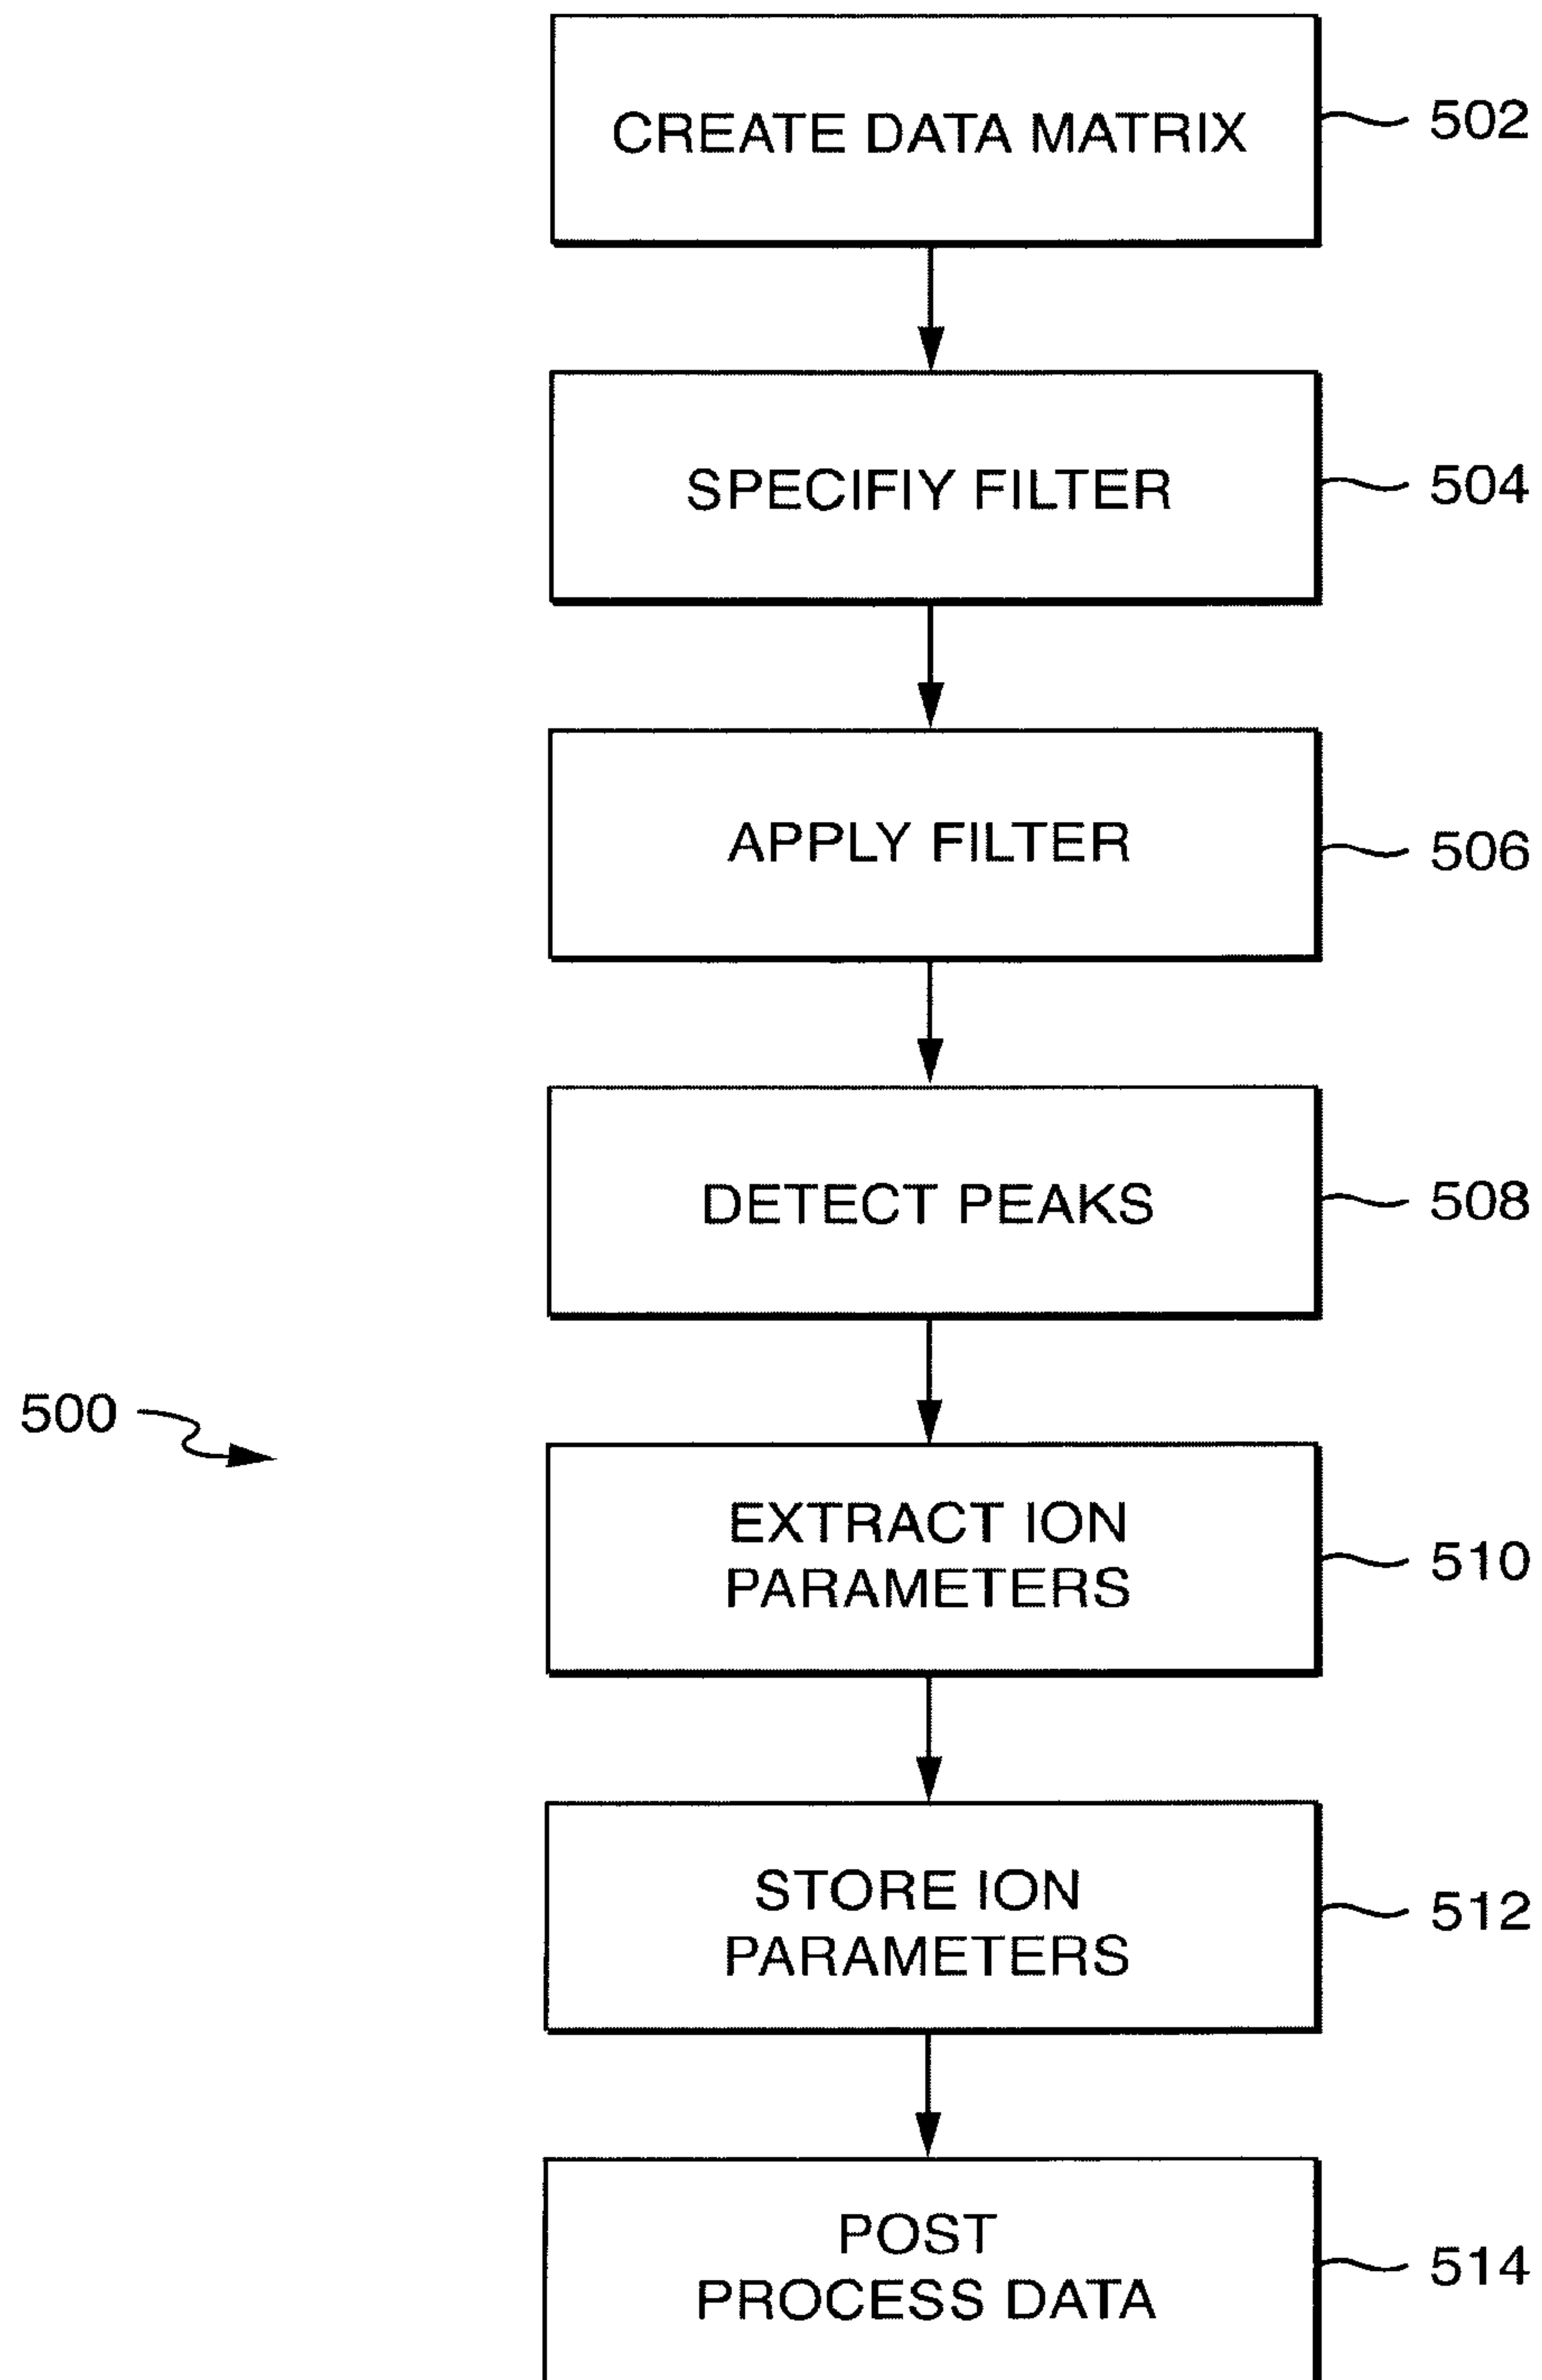 CREATE DATA MATRIX
502
SPECIFIY FILTER
504
APPLY FILTER
506
DETECT PEAKS
508
500
EXTRACT ION
PARAMETERS
510
STORE ION
PARAMETERS
512
POST
PROCESS DATA
514